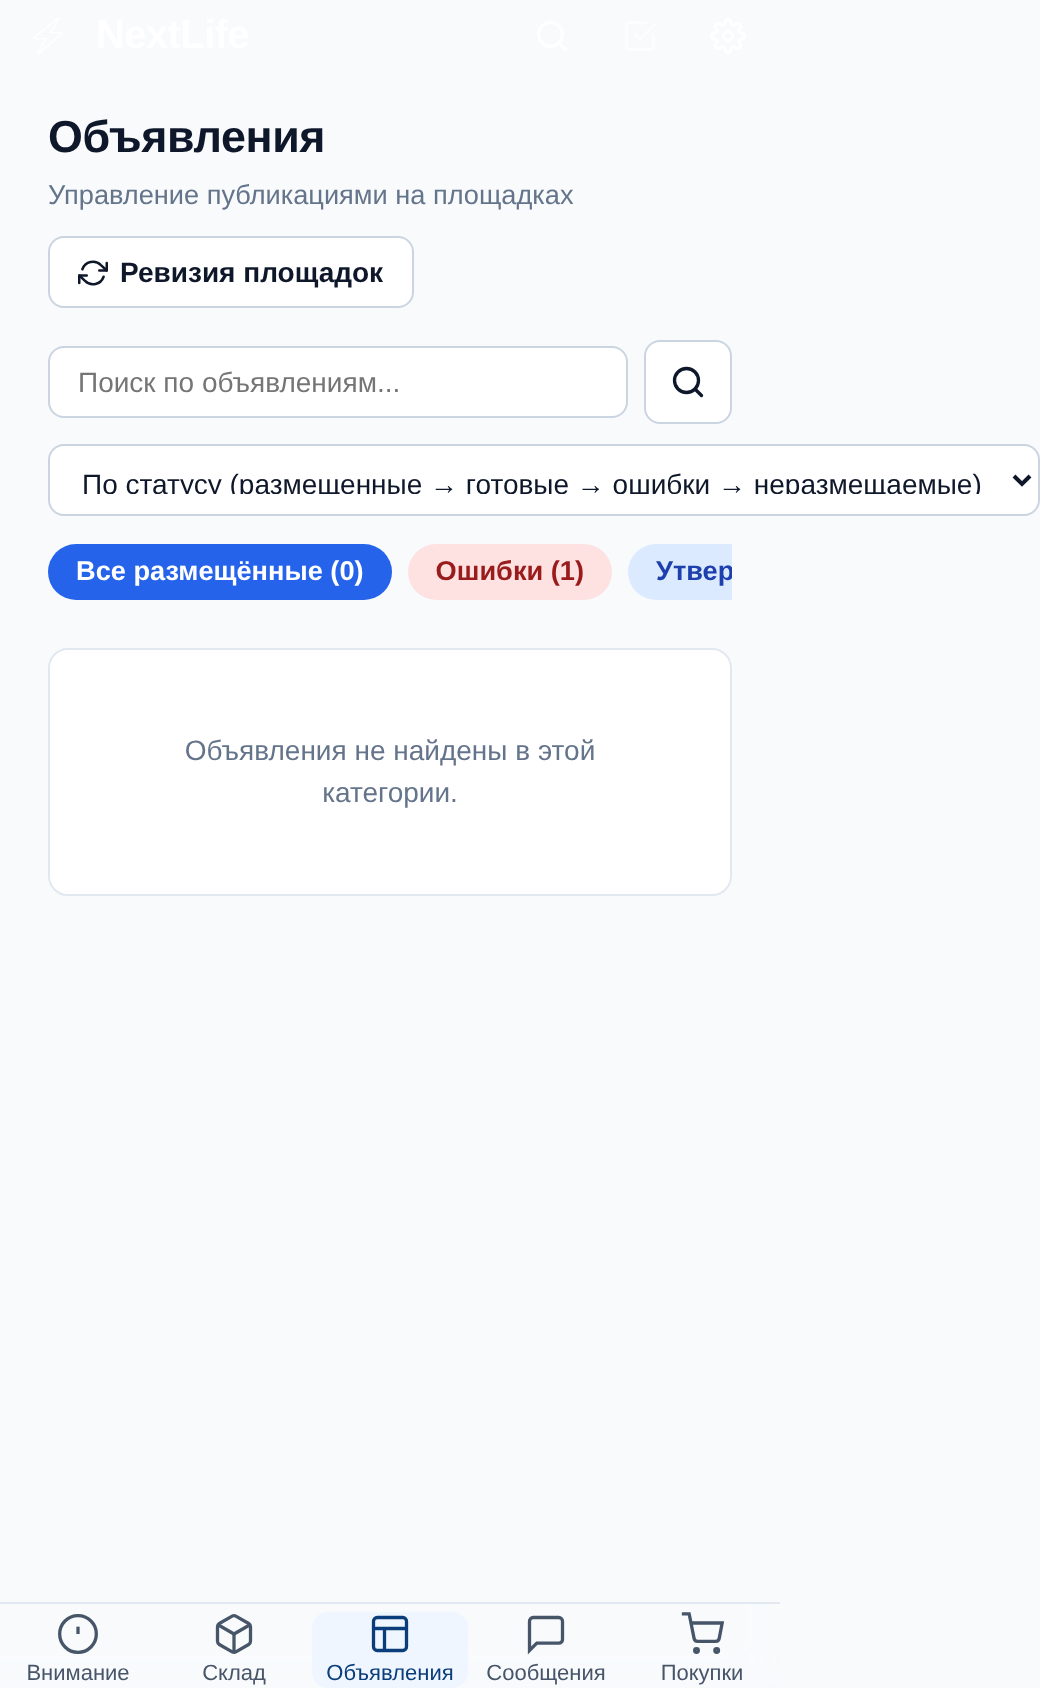 NextLife
Объявления
Управление публикациями на площадках
Ревизия площадок
Поиск по объявлениям...
По статусу (размещенные → готовые → ошибки → неразмещаемые)
Все размещённые (0)
Ошибки (1)
Утвер
Объявления не найдены в этой
категории.
Внимание
Склад
Объявления
Сообщения
Покупки